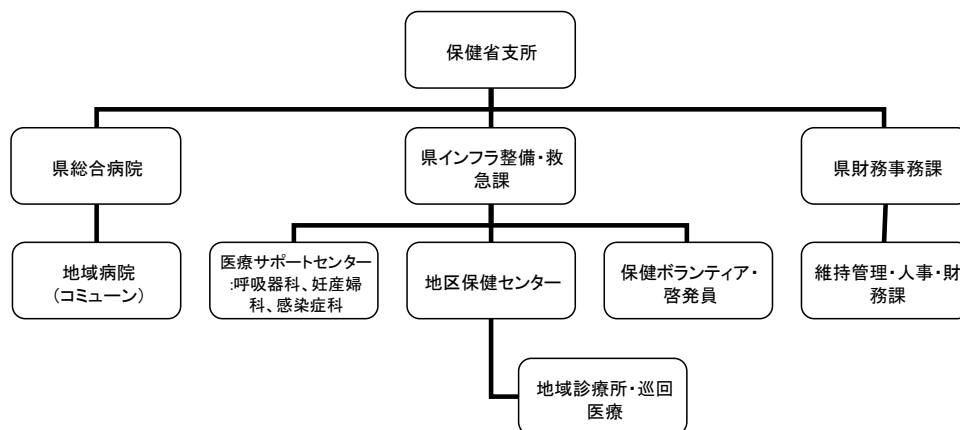 保健省支所
県総合病院
県インフラ整備・救
急課
県財務事務課
地域病院
(コミューン)
医療サポートセンター
:呼吸器科、妊産婦
科、感染症科
地区保健センター
保健ボランティア・
啓発員
維持管理・人事・財
務課
地域診療所・巡回
医療